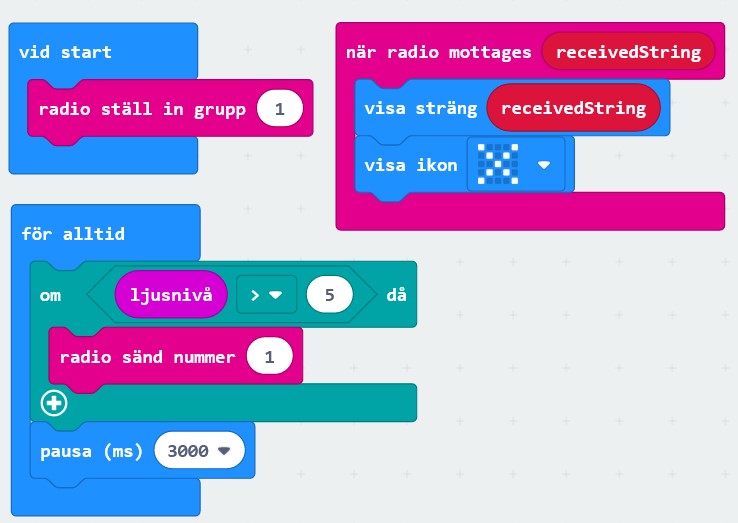 vid start
radio ställ in grupp 1
när radio mottages receivedString
visa sträng receivedString
visa ikon
för alltid
om ljusnivå > 5 då
radio sänd nummer 1
pausa (ms) 3000